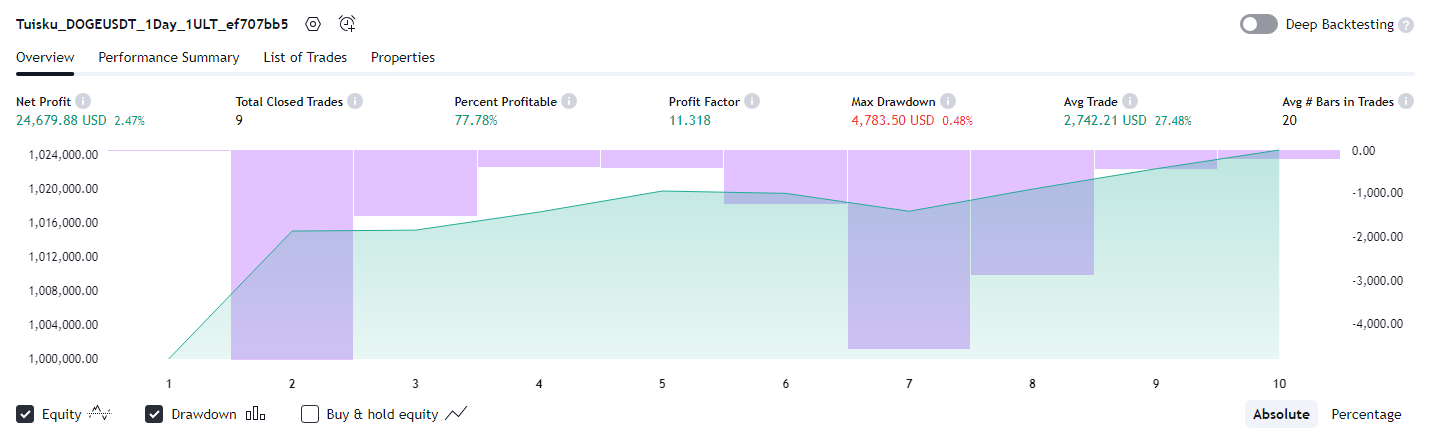 Tuisku_DOGEUSDT_1Day_1ULT_ef707bb5 Deep Backtesting ?
Overview Performance Summary List of Trades Properties
Net Profit i Total Closed Trades i Percent Profitable i Profit Factor i Max Drawdown i Avg Trade i Avg # Bars in Trades i
24,679.88 USD 2.47% 9 77.78% 11.318 4,783.50 USD 0.48% 2,742.21 USD 27.48% 20
1,024,000.00 0.00
1,020,000.00 -1,000.00
1,016,000.00 -2,000.00
1,012,000.00 -3,000.00
1,008,000.00 -4,000.00
1,004,000.00
1,000,000.00
1 2 3 4 5 6 7 8 9 10
Equity Drawdown Buy & hold equity Absolute Percentage